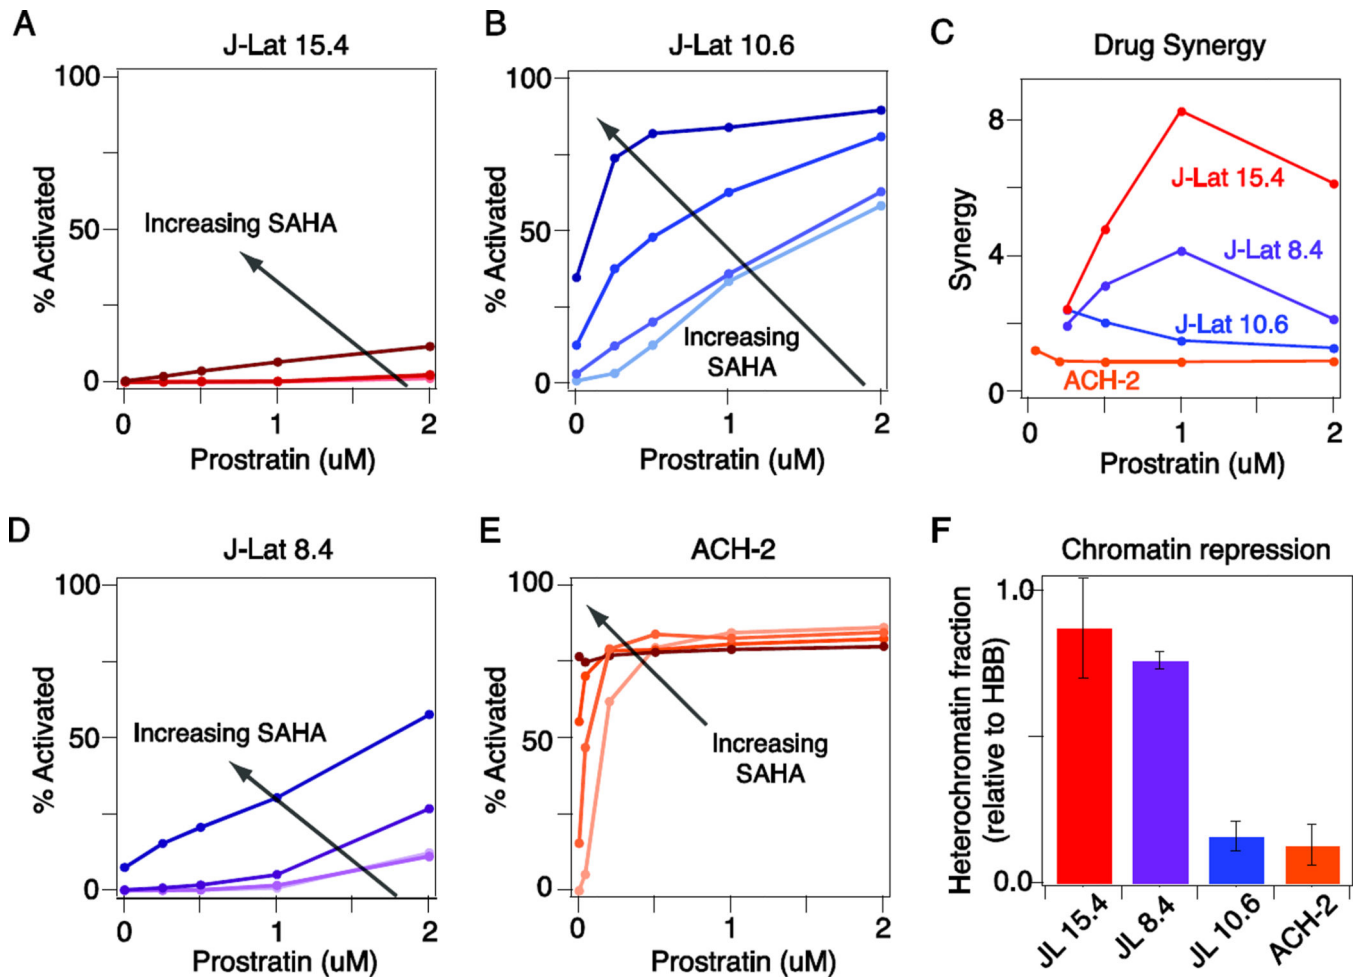 A
J-Lat 15.4
100
50
0
% Activated
Increasing SAHA
0
1
2
Prostratin (uM)
B
J-Lat 10.6
100
50
0
% Activated
Increasing
SAHA
0
1
2
Prostratin (uM)
C
Drug Synergy
8
4
0
Synergy
J-Lat 15.4
J-Lat 8.4
J-Lat 10.6
ACH-2
0
1
2
Prostratin (uM)
D
J-Lat 8.4
100
50
0
% Activated
Increasing SAHA
0
1
2
Prostratin (uM)
E
ACH-2
100
50
0
% Activated
Increasing
SAHA
0
1
2
Prostratin (uM)
F
Chromatin repression
1.0
0.0
Heterochromatin fraction
(relative to HBB)
JL 15.4
JL 8.4
JL 10.6
ACH-2